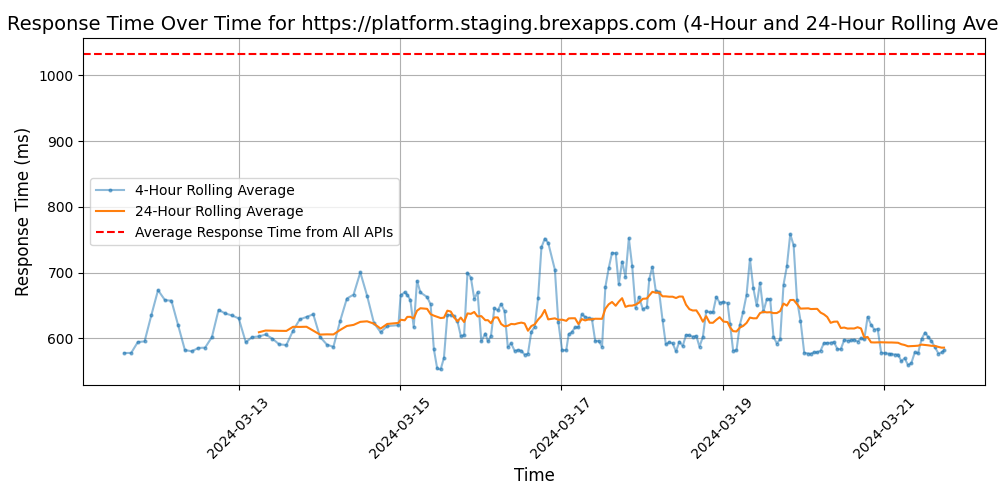 Response Time Over Time for https://platform.staging.brexapps.com (4-Hour and 24-Hour Rolling Ave
Response Time (ms)
1000
900
800
700
600
4-Hour Rolling Average
24-Hour Rolling Average
Average Response Time from All APIs
2024-03-13
2024-03-15
2024-03-17
2024-03-19
2024-03-21
Time